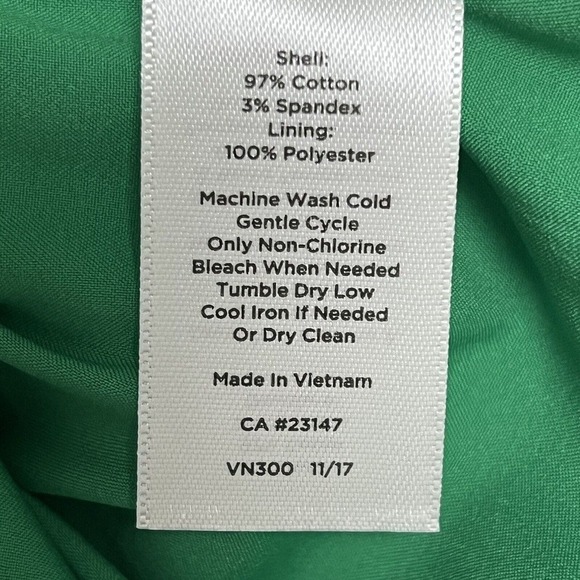 Shell:
97% Cotton
3% Spandex
Lining:
100% Polyester
Machine Wash Cold
Gentle Cycle
Only Non-Chlorine
Bleach When Needed
Tumble Dry Low
Cool Iron If Needed
Or Dry Clean
Made In Vietnam
CA #23147
VN300 11/17